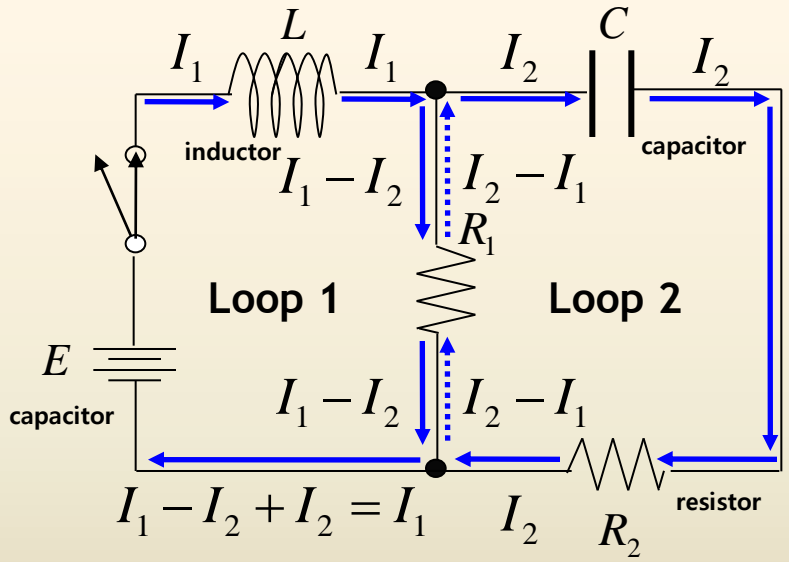 L
C
I₁
I₁
I₂
I₂
inductor
capacitor
I₁ − I₂
I₂ − I₁
R₁
Loop 1
Loop 2
E
capacitor
I₁ − I₂
I₂ − I₁
I₁ − I₂ + I₂ = I₁
I₂
R₂
resistor